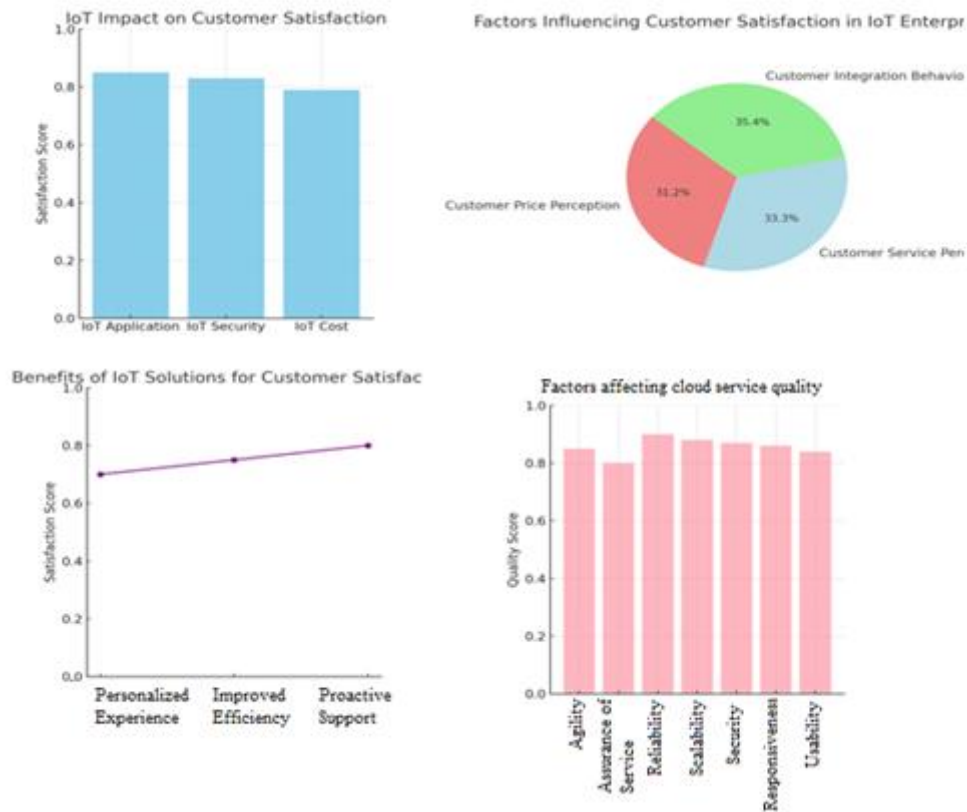 IoT Impact on Customer Satisfaction
1.0
0.8
0.6
0.4
0.2
0.0
Satisfaction Score
IoT Application
IoT Security
IoT Cost
Factors Influencing Customer Satisfaction in IoT Enterpr
Customer Integration Behavio
35.4%
31.2%
Customer Price Perception
33.3%
Customer Service Per
Benefits of IoT Solutions for Customer Satisfac
1.0
0.8
0.6
0.4
0.2
0.0
Satisfaction Score
Personalized
Experience
Improved
Efficiency
Proactive
Support
Factors affecting cloud service quality
1.0
0.8
0.6
0.4
0.2
0.0
Quality Score
Agility
Assurance of
Service
Reliability
Scalability
Security
Responsiveness
Usability